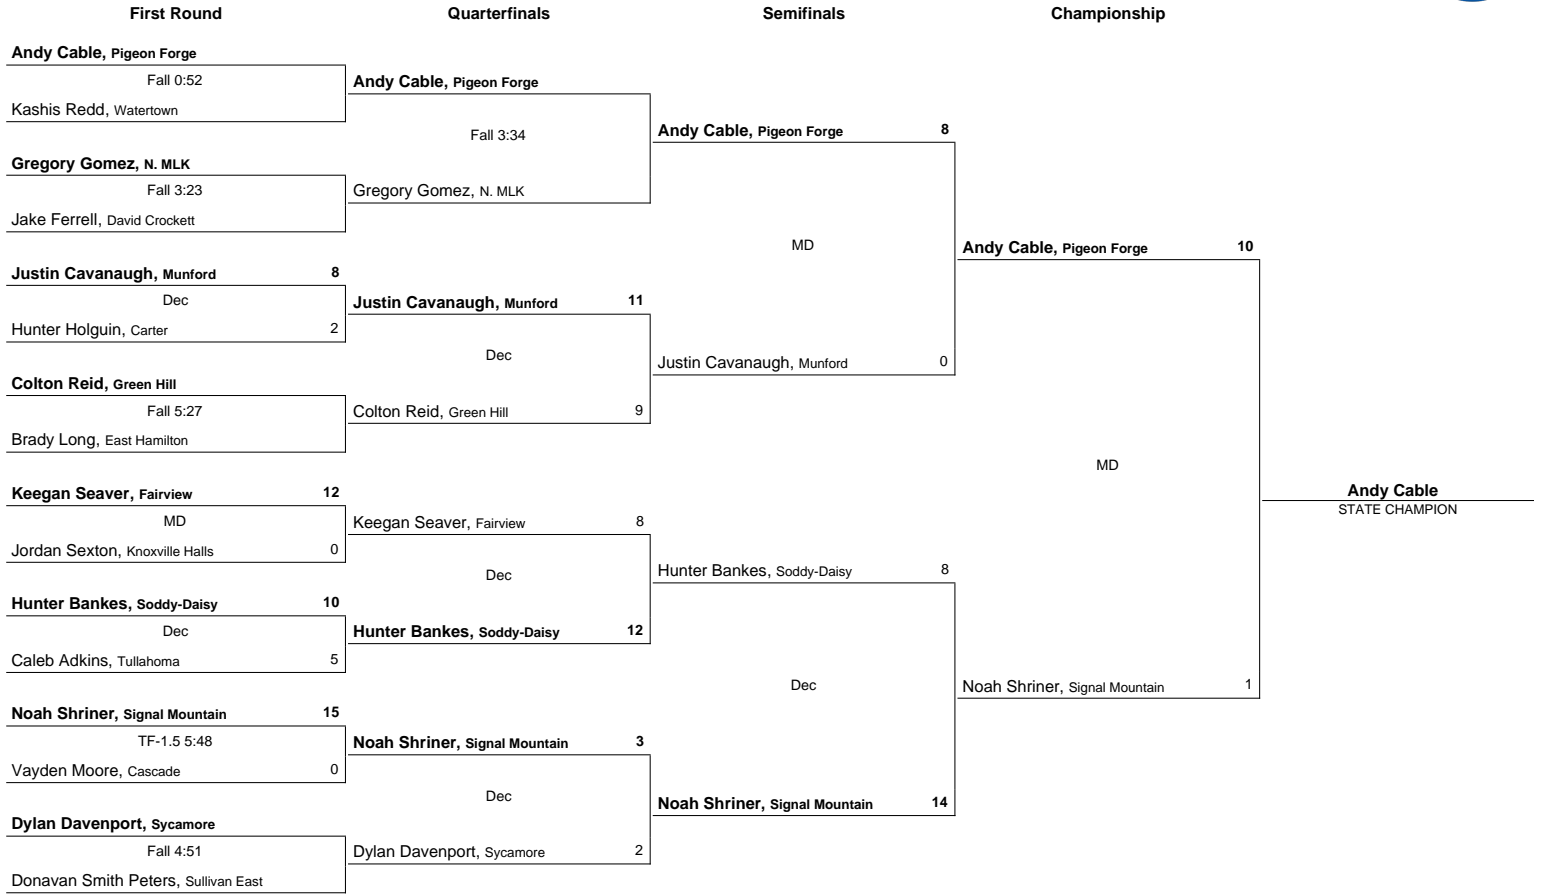 First Round
Quarterfinals
Semifinals
Championship
Andy Cable, Pigeon Forge
Fall 0:52
Kashis Redd, Watertown
Gregory Gomez, N. MLK
Fall 3:23
Jake Ferrell, David Crockett
Justin Cavanaugh, Munford 8
Dec
Hunter Holguin, Carter 2
Colton Reid, Green Hill
Fall 5:27
Brady Long, East Hamilton
Keegan Seaver, Fairview 12
MD
Jordan Sexton, Knoxville Halls 0
Hunter Bankes, Soddy-Daisy 10
Dec
Caleb Adkins, Tullahoma 5
Noah Shriner, Signal Mountain 15
TF-1.5 5:48
Vayden Moore, Cascade 0
Dylan Davenport, Sycamore
Fall 4:51
Donavan Smith Peters, Sullivan East
Andy Cable, Pigeon Forge
Fall 3:34
Gregory Gomez, N. MLK
Justin Cavanaugh, Munford 11
Dec
Colton Reid, Green Hill 9
Keegan Seaver, Fairview 8
Dec
Hunter Bankes, Soddy-Daisy 12
Noah Shriner, Signal Mountain 3
Dec
Dylan Davenport, Sycamore 2
Andy Cable, Pigeon Forge 8
MD
Justin Cavanaugh, Munford 0
Hunter Bankes, Soddy-Daisy 8
Dec
Noah Shriner, Signal Mountain 14
Andy Cable, Pigeon Forge 10
MD
Noah Shriner, Signal Mountain 1
Andy Cable
STATE CHAMPION